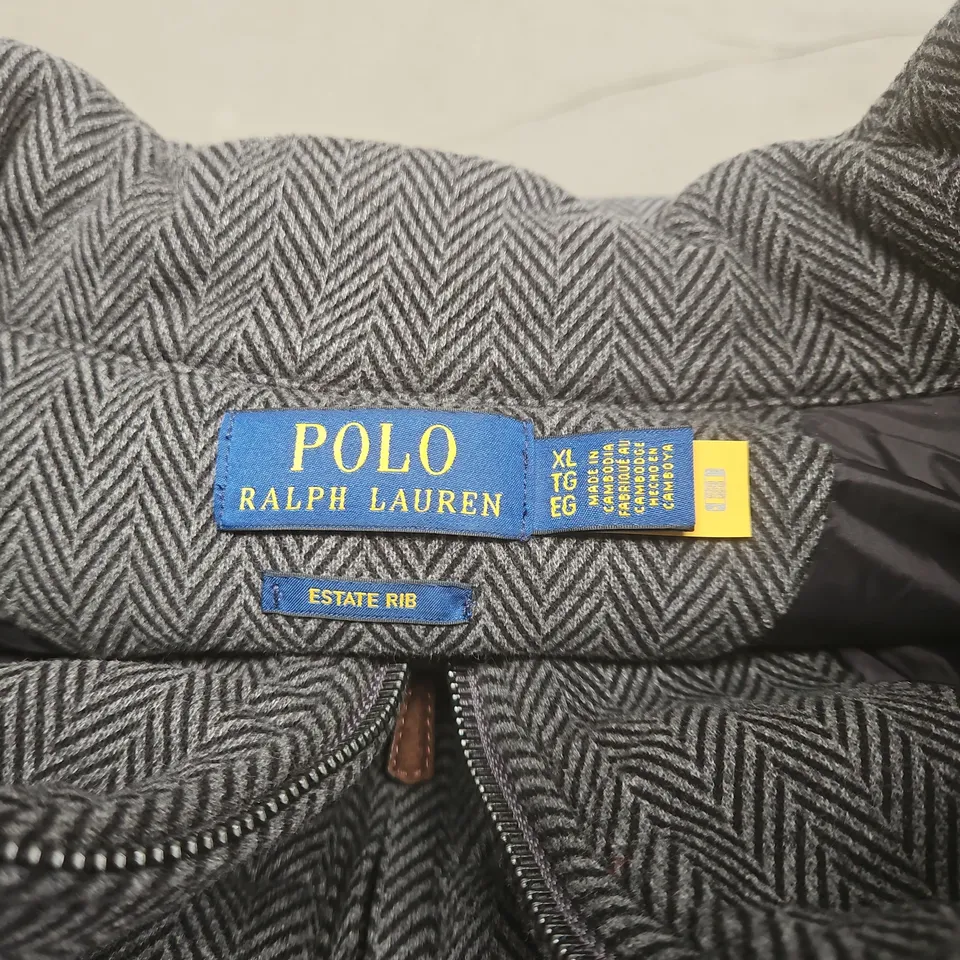 POLO
RALPH LAUREN
XL
TG
EG
MADE IN
CAMBODIA
FABRIQUÉ AU
CAMBODGE
HECHO EN
CAMBOYA
ESTATE RIB